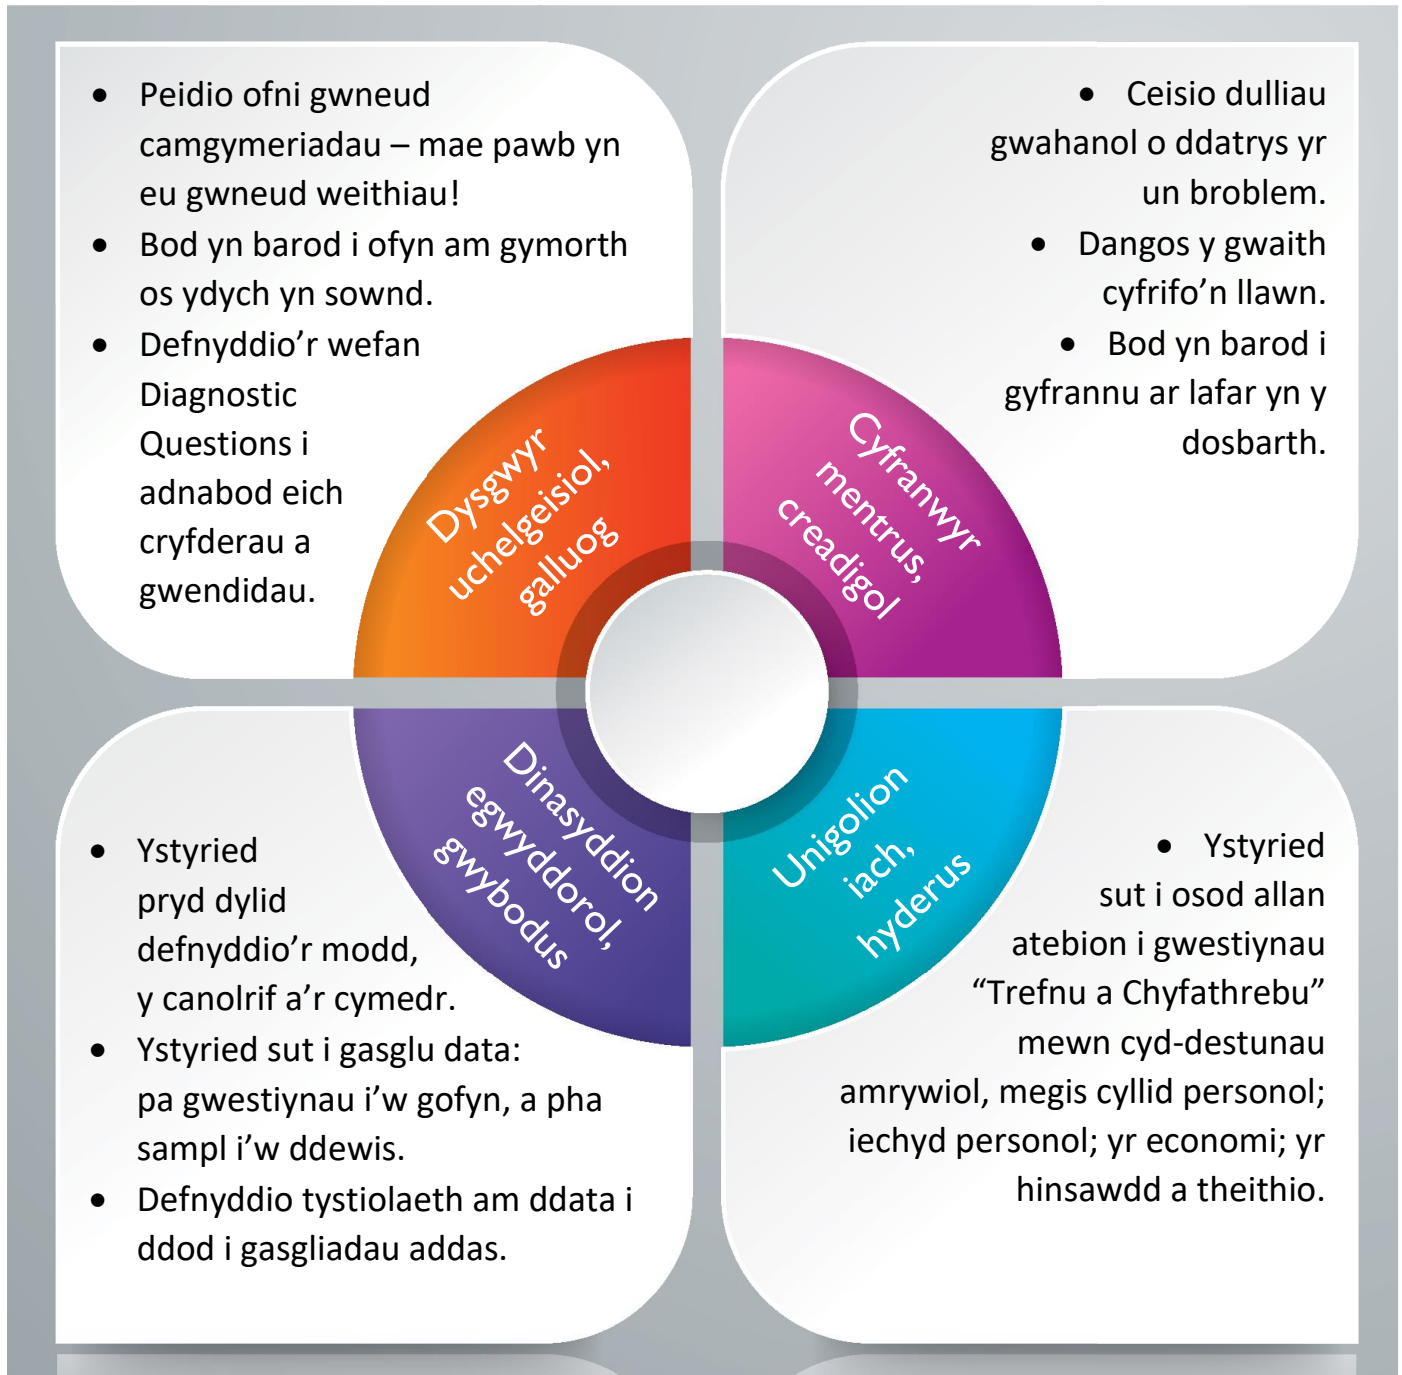 • Peidio ofni gwneud
camgymeriadau – mae pawb yn
eu gwneud weithiau!
• Bod yn barod i ofyn am gymorth
os ydych yn sownd.
• Defnyddio’r wefan
Diagnostic
Questions i
adnabod eich
cryfderau a
gwendidau.
• Ceisio dulliau
gwahanol o ddatrys yr
un broblem.
• Dangos y gwaith
cyfrifo’n llawn.
• Bod yn barod i
gyfrannu ar lafar yn y
dosbarth.
Dysgwyr
uchelgeisiol,
galluog
Cyfranwyr
mentrus,
creadigol
Dinasyddion
egwyddorol,
gwybodus
Unigolion
iach,
hyderus
• Ystyried
pryd dylid
defnyddio’r modd,
y canolrif a’r cymedr.
• Ystyried sut i gasglu data:
pa gwestiynau i’w gofyn, a pha
sampl i’w ddewis.
• Defnyddio tystiolaeth am ddata i
ddod i gasgliadau addas.
• Ystyried
sut i osod allan
atebion i gwestiynau
“Trefnu a Chyfathrebu”
mewn cyd-destunau
amrywiol, megis cyllid personol;
iechyd personol; yr economi; yr
hinsawdd a theithio.